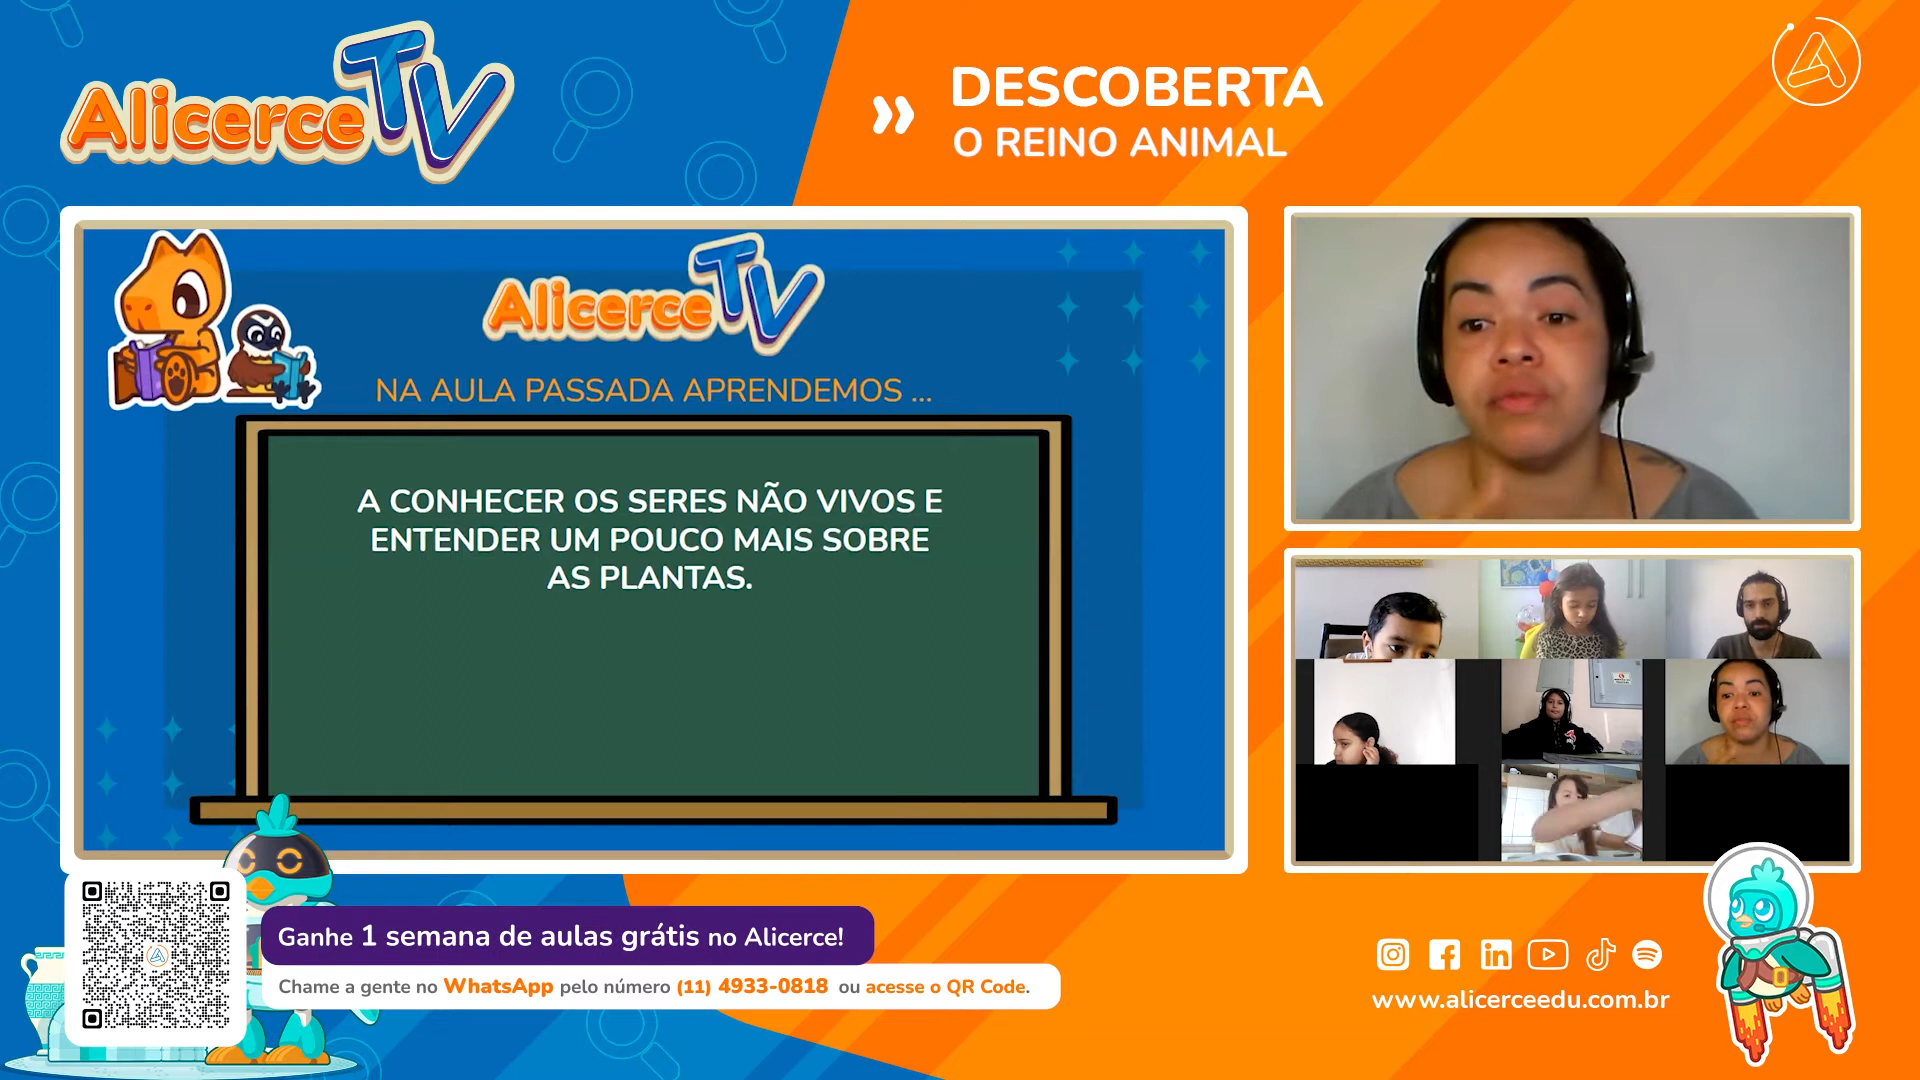 Alicerce TV
DESCOBERTA
O REINO ANIMAL
Alicerce TV
NA AULA PASSADA APRENDEMOS ...
A CONHECER OS SERES NÃO VIVOS E
ENTENDER UM POUCO MAIS SOBRE
AS PLANTAS.
Ganhe 1 semana de aulas grátis no Alicerce!
Chame a gente no WhatsApp pelo número (11) 4933-0818 ou acesse o QR Code.
www.alicerceedu.com.br